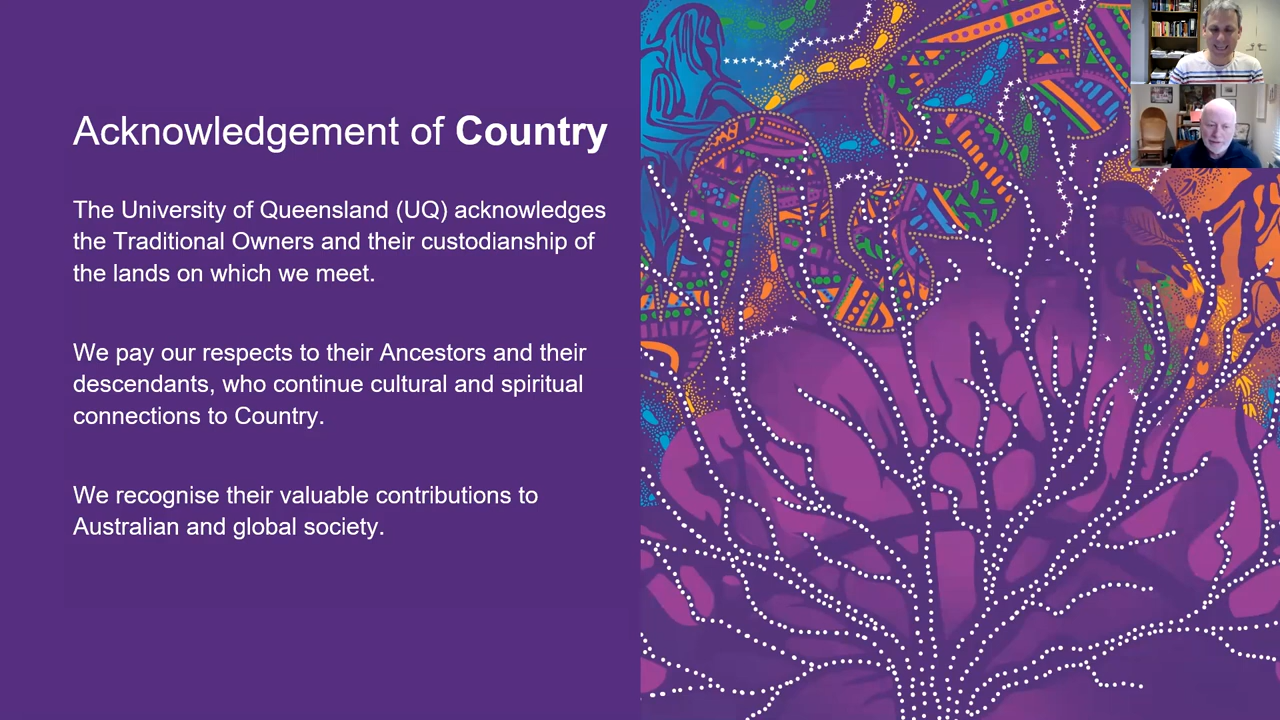 Acknowledgement of Country
The University of Queensland (UQ) acknowledges
the Traditional Owners and their custodianship of
the lands on which we meet.
We pay our respects to their Ancestors and their
descendants, who continue cultural and spiritual
connections to Country.
We recognise their valuable contributions to
Australian and global society.